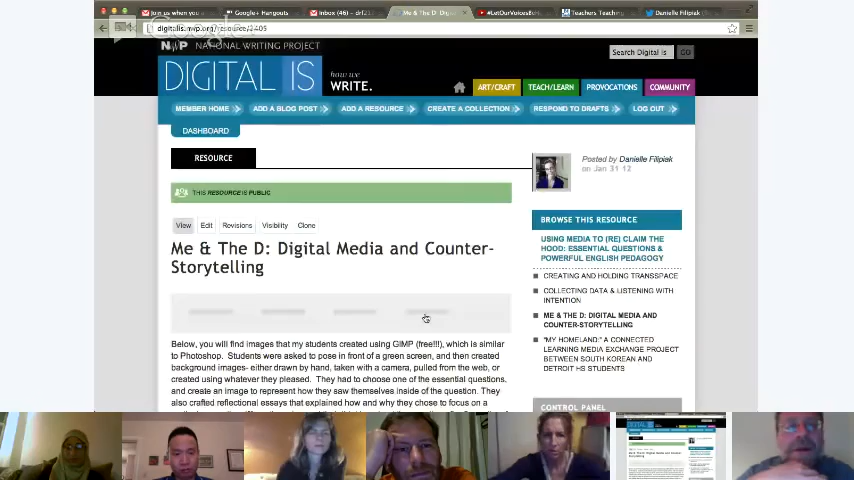 Join us when you a
Google+ Hangouts
Inbox (46) – drf2
Me & The D: Digital M
#LetOurVoicesEcH
Teachers Teaching
Danielle Filipiak
digitalis.nwp.org/resource/3405
NWP NATIONAL WRITING PROJECT
Search Digital Is GO
DIGITAL IS
how we
WRITE.
ART/CRAFT TEACH/LEARN PROVOCATIONS COMMUNITY
MEMBER HOME ADD A BLOG POST ADD A RESOURCE CREATE A COLLECTION RESPOND TO DRAFTS LOG OUT
DASHBOARD
RESOURCE
Posted by Danielle Filipiak
on Jan 31 12
THIS RESOURCE IS PUBLIC
View Edit Revisions Visibility Clone
Me & The D: Digital Media and Counter-
Storytelling
Below, you will find images that my students created using GIMP (free!!!), which is similar
to Photoshop. Students were asked to pose in front of a green screen, and then created
background images- either drawn by hand, taken with a camera, pulled from the web, or
created using whatever they pleased. They had to choose one of the essential questions,
and create an image to represent how they saw themselves inside of the question. They
also crafted reflectional essays that explained how and why they chose to focus on a
BROWSE THIS RESOURCE
USING MEDIA TO (RE) CLAIM THE
HOOD: ESSENTIAL QUESTIONS &
POWERFUL ENGLISH PEDAGOGY
CREATING AND HOLDING TRANSSPACE
COLLECTING DATA & LISTENING WITH
INTENTION
ME & THE D: DIGITAL MEDIA AND
COUNTER-STORYTELLING
"MY HOMELAND:" A CONNECTED
LEARNING MEDIA EXCHANGE PROJECT
BETWEEN SOUTH KOREAN AND
DETROIT HS STUDENTS
CONTROL PANEL